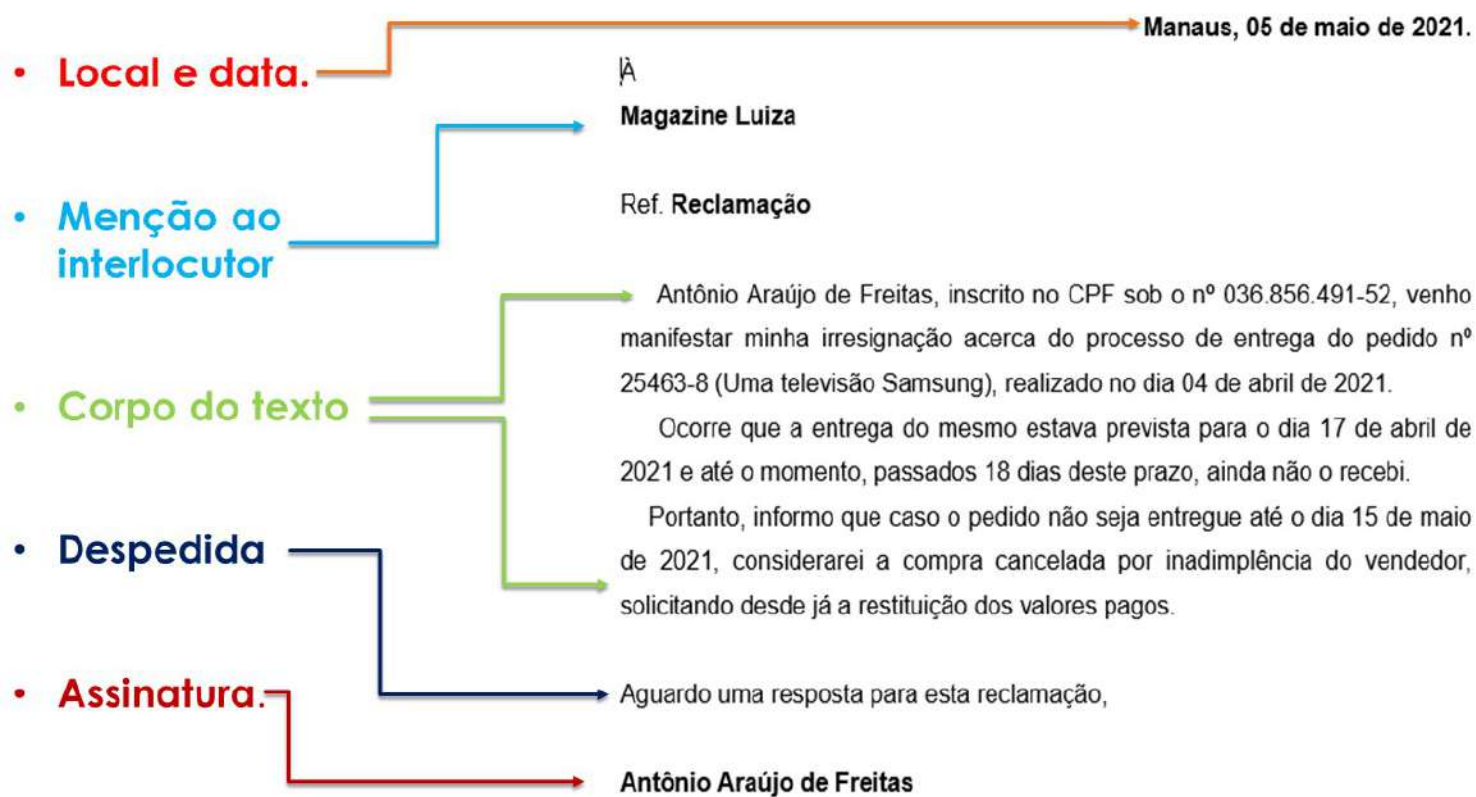 Manaus, 05 de maio de 2021.
• Local e data.
À
Magazine Luiza
• Menção ao
interlocutor
Ref. Reclamação
Antônio Araújo de Freitas, inscrito no CPF sob o nº 036.856.491-52, venho
manifestar minha irresignação acerca do processo de entrega do pedido nº
25463-8 (Uma televisão Samsung), realizado no dia 04 de abril de 2021.
• Corpo do texto
Ocorre que a entrega do mesmo estava prevista para o dia 17 de abril de
2021 e até o momento, passados 18 dias deste prazo, ainda não o recebi.
Portanto, informo que caso o pedido não seja entregue até o dia 15 de maio
de 2021, considerarei a compra cancelada por inadimplência do vendedor,
solicitando desde já a restituição dos valores pagos.
• Despedida
• Assinatura.
Aguardo uma resposta para esta reclamação,
Antônio Araújo de Freitas